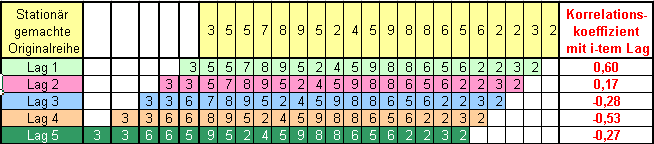 Stationär
gemachte
Originalreihe
3 5 5 7 8 9 5 2 4 5 9 8 8 6 5 6 2 2 3 2
Korrelations-
koeffizient
mit i-tem Lag
Lag 1 3 5 5 7 8 9 5 2 4 5 9 8 8 6 5 6 2 2 3 2 0,60
Lag 2 3 3 5 7 8 9 5 2 4 5 9 8 8 6 5 6 2 2 3 2 0,17
Lag 3 3 3 6 7 8 9 5 2 4 5 9 8 8 6 5 6 2 2 3 2 -0,28
Lag 4 3 3 3 6 8 9 5 2 4 5 9 8 8 6 5 6 2 2 3 2 -0,53
Lag 5 3 3 6 6 5 9 5 2 4 5 9 8 8 6 5 6 2 2 3 2 -0,27